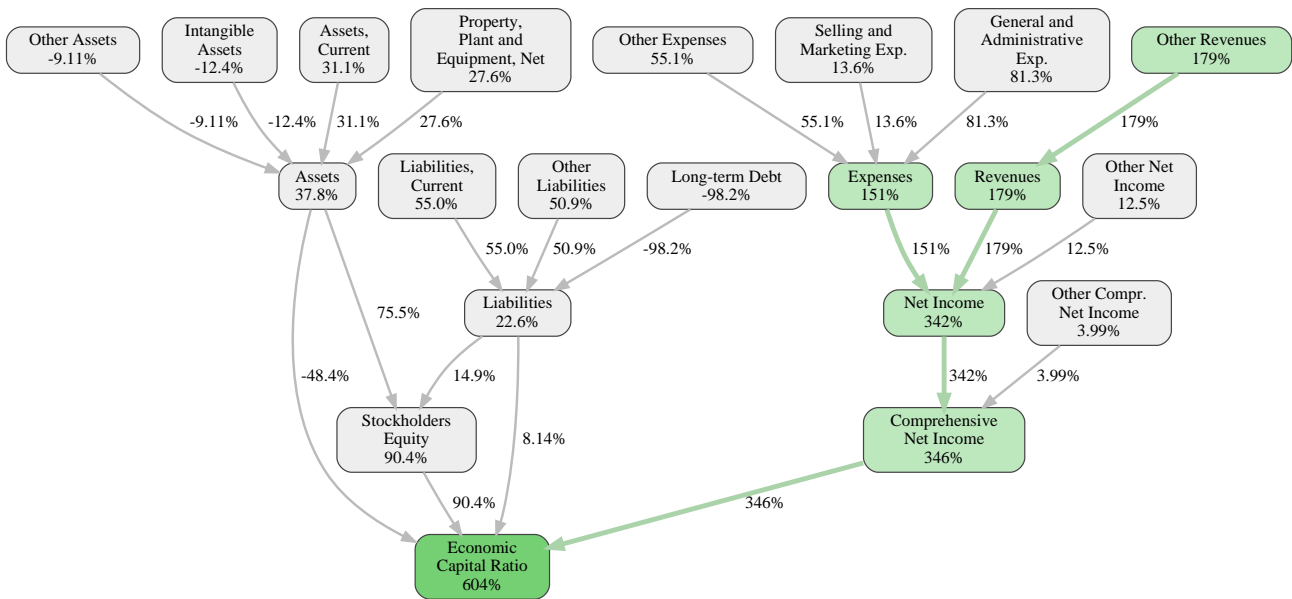 Other Assets
-9.11%
Intangible
Assets
-12.4%
Assets,
Current
31.1%
Property,
Plant and
Equipment, Net
27.6%
Other Expenses
55.1%
Selling and
Marketing Exp.
13.6%
General and
Administrative
Exp.
81.3%
Other Revenues
179%
-9.11%
-12.4%
31.1%
27.6%
55.1%
13.6%
81.3%
179%
Assets
37.8%
Liabilities,
Current
55.0%
Other
Liabilities
50.9%
Long-term Debt
-98.2%
Expenses
151%
Revenues
179%
Other Net
Income
12.5%
55.0%
50.9%
-98.2%
151%
179%
12.5%
75.5%
Liabilities
22.6%
Net Income
342%
Other Compr.
Net Income
3.99%
-48.4%
14.9%
342%
3.99%
Stockholders
Equity
90.4%
8.14%
Comprehensive
Net Income
346%
90.4%
346%
Economic
Capital Ratio
604%